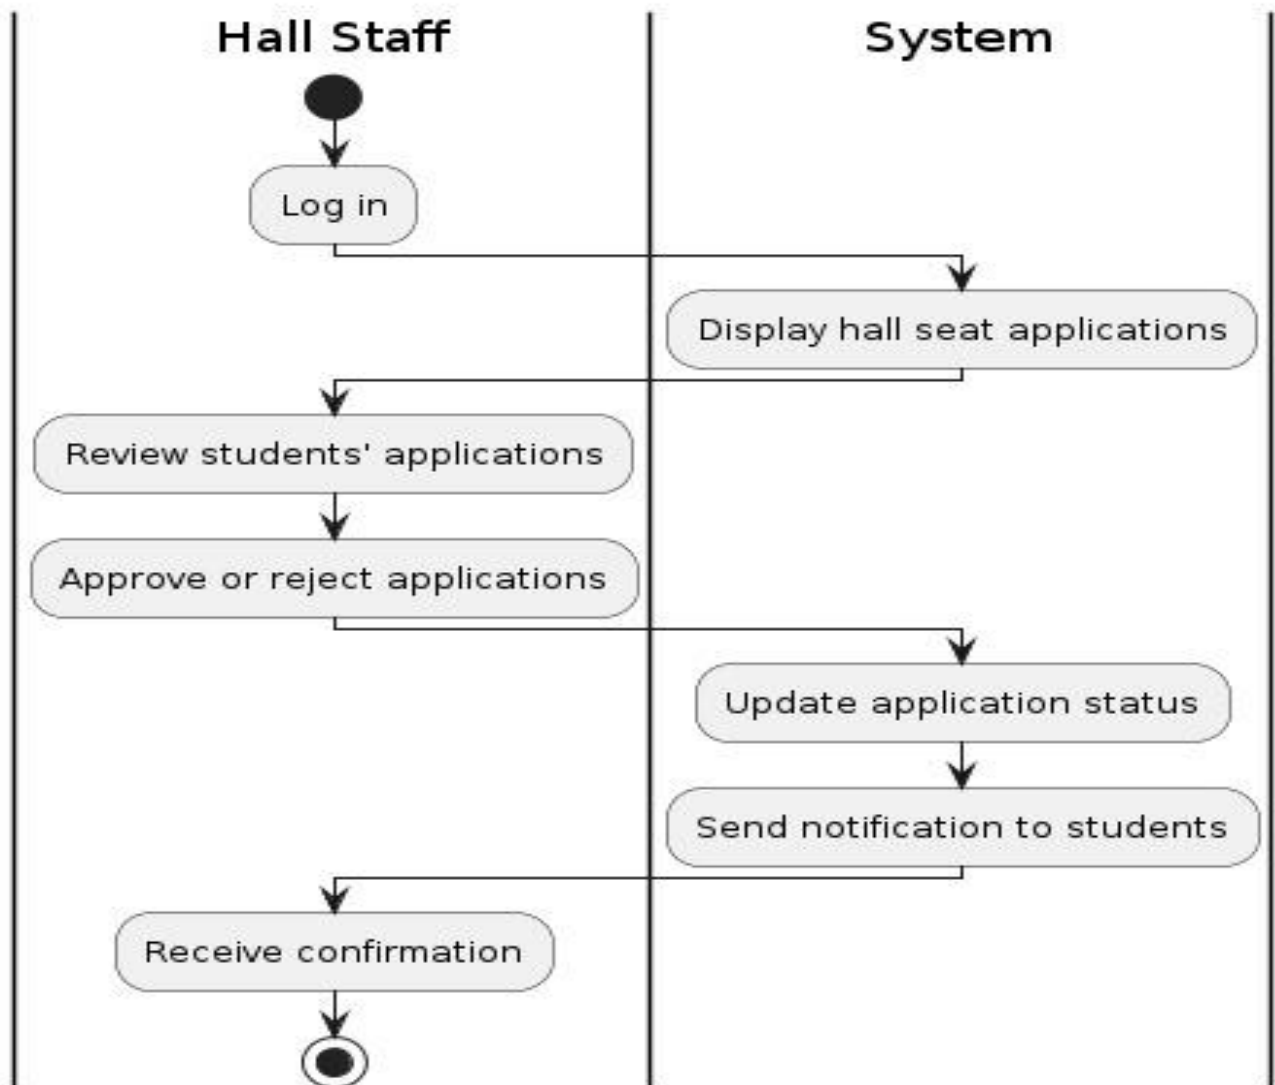 Hall Staff
System
Log in
Display hall seat applications
Review students' applications
Approve or reject applications
Update application status
Send notification to students
Receive confirmation